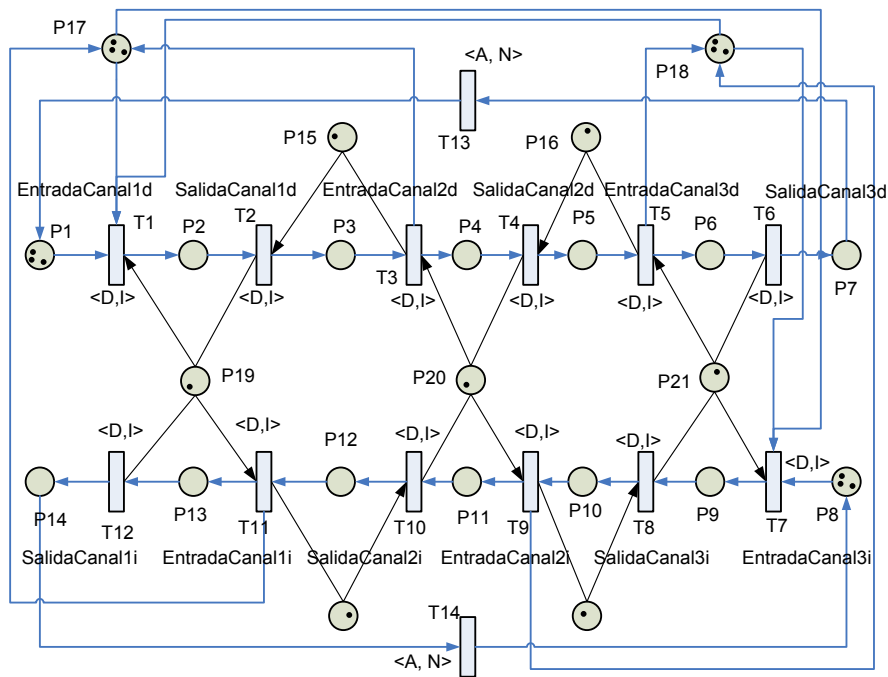 P17
P18
<A, N>
T13
P15
P16
EntradaCanal1d
SalidaCanal1d
EntradaCanal2d
SalidaCanal2d
EntradaCanal3d
SalidaCanal3d
P1
T1
P2
T2
P3
T3
P4
T4
P5
T5
P6
T6
P7
<D,I>
<D,I>
<D,I>
<D,I>
<D,I>
<D,I>
P19
P20
P21
<D,I>
<D,I>
P12
<D,I>
<D,I>
<D,I>
<D,I>
P14
T12
P13
T11
T10
P11
T9
P10
T8
P9
T7
P8
SalidaCanal1i
EntradaCanal1i
SalidaCanal2i
EntradaCanal2i
SalidaCanal3i
EntradaCanal3i
T14
<A, N>